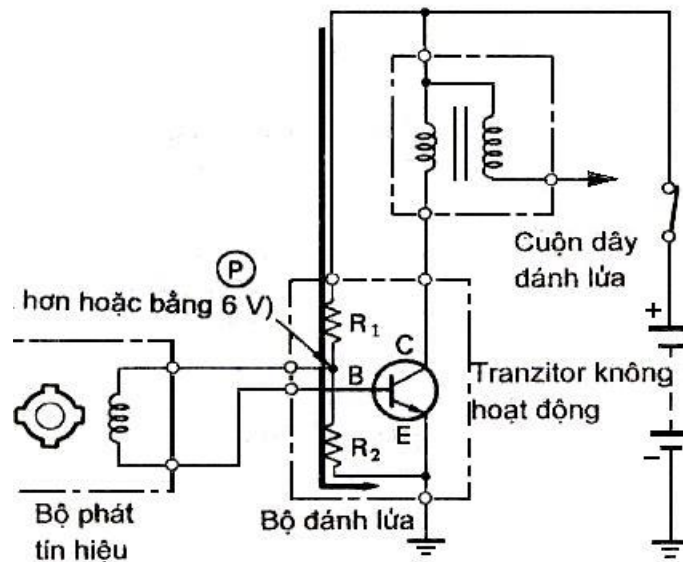 P
hơn hoặc bằng 6 V)
R1
C
B
E
R2
Cuộn dây
đánh lửa
+
−
Tranzitor không
hoạt động
Bộ đánh lửa
Bộ phát
tín hiệu